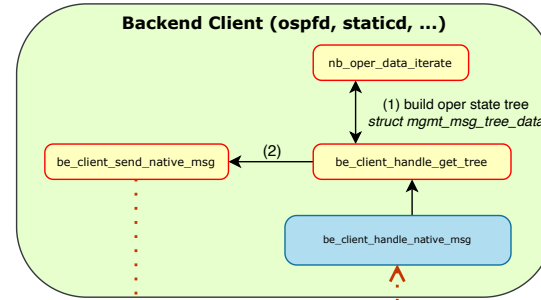 Backend Client (ospfd, staticd, ...)
nb_oper_data_iterate
(1) build oper state tree
struct mgmt_msg_tree_data
(2)
be_client_send_native_msg
be_client_handle_get_tree
be_client_handle_native_msg